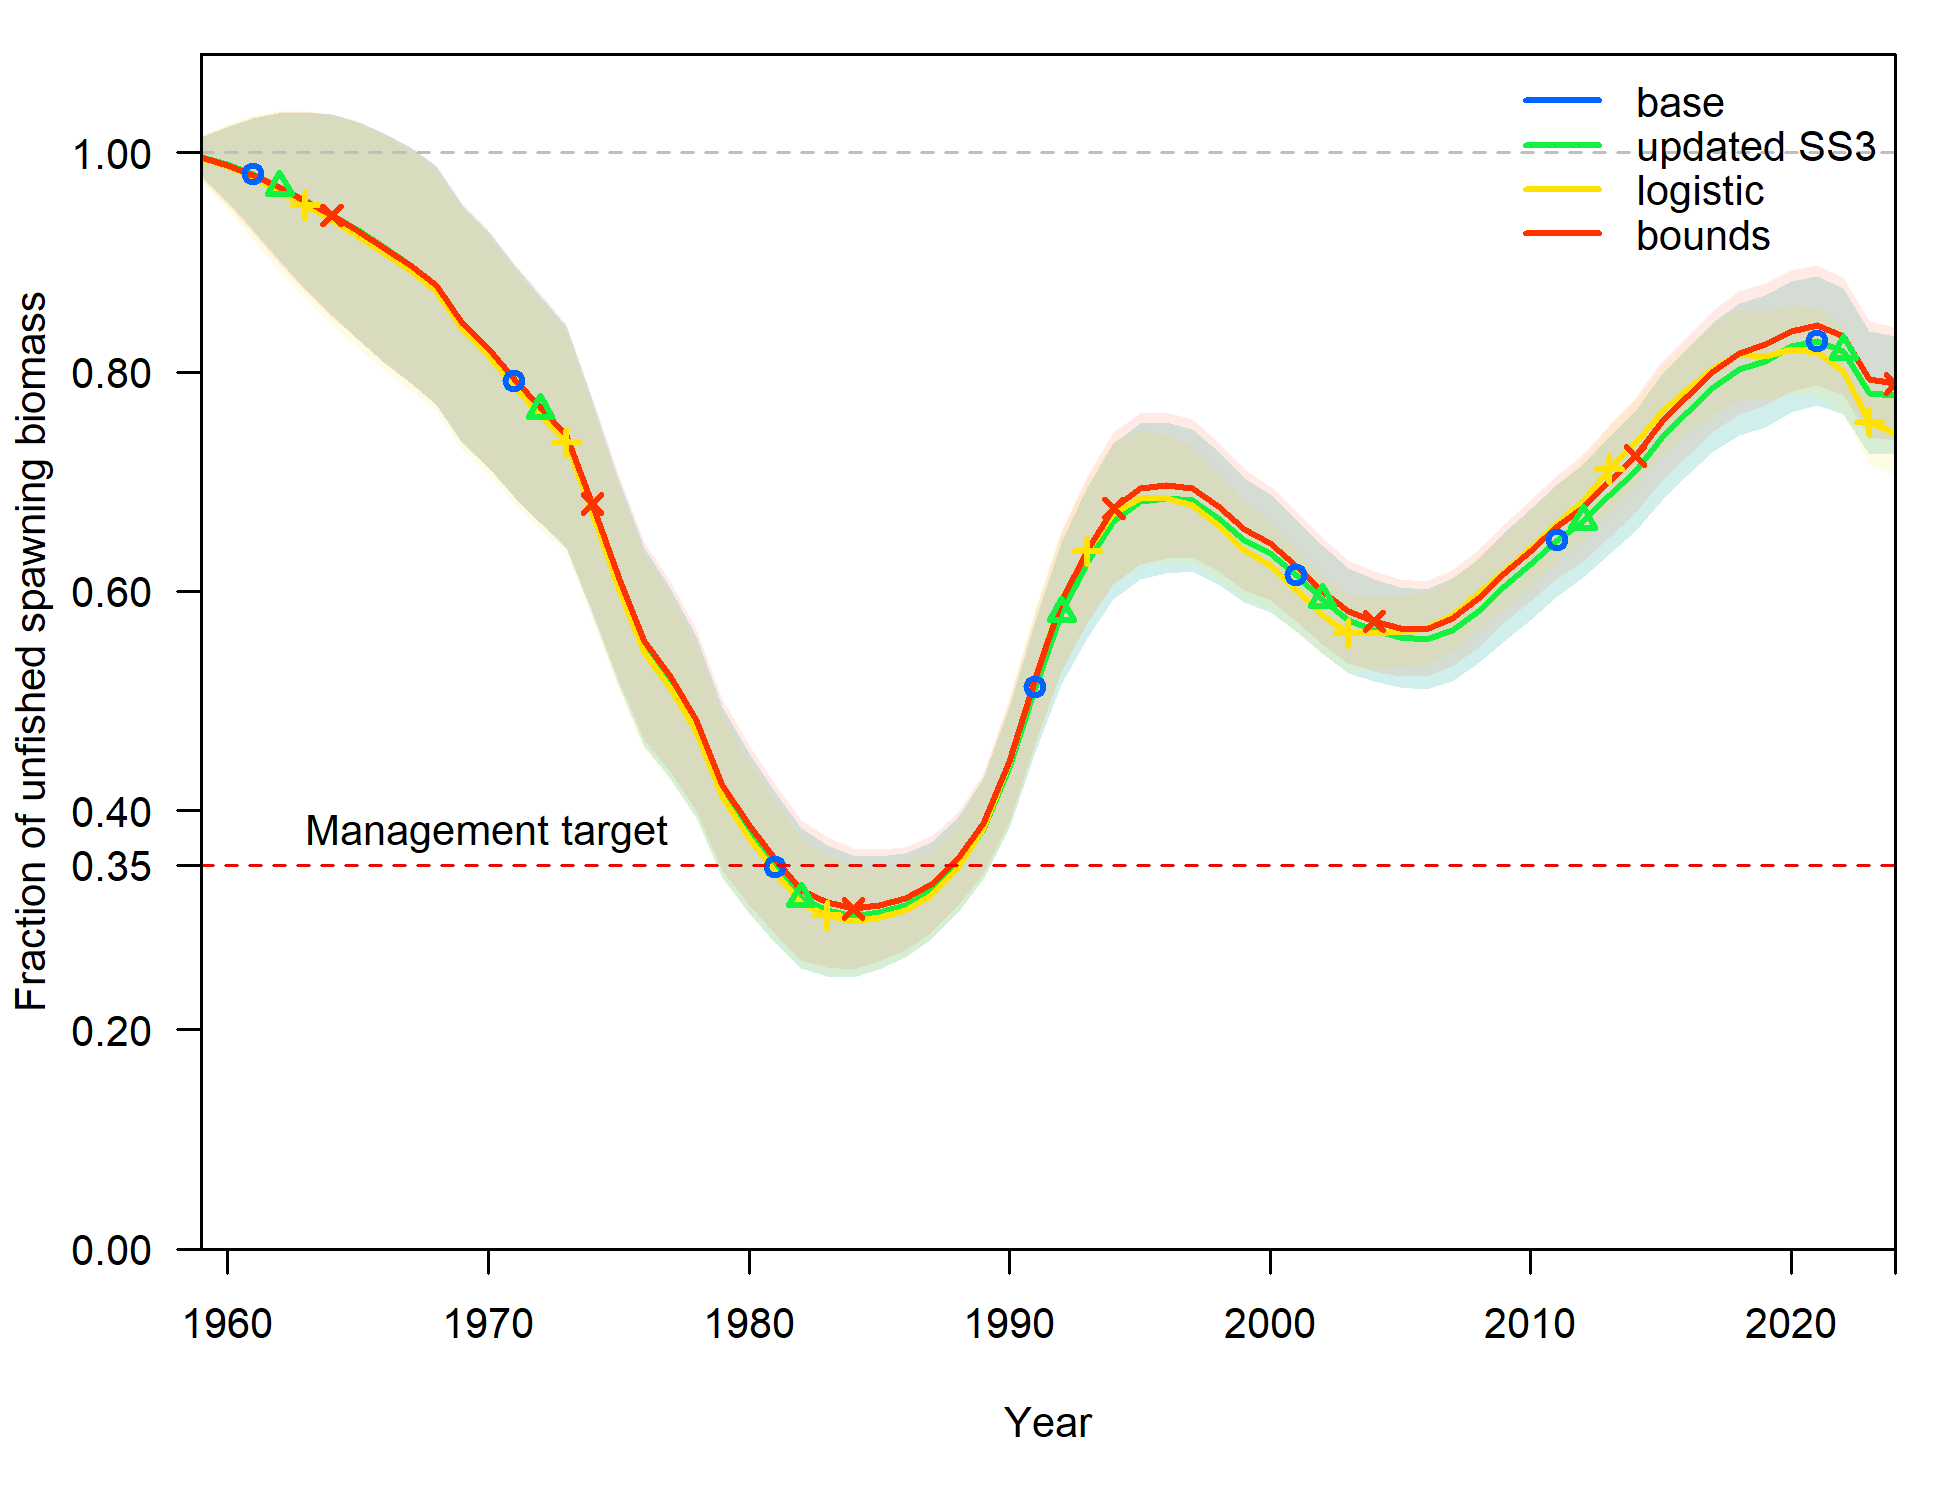 base
updated SS3
logistic
bounds
Fraction of unfished spawning biomass
1.00
0.80
0.60
0.40
0.35
0.20
0.00
Management target
1960 1970 1980 1990 2000 2010 2020
Year